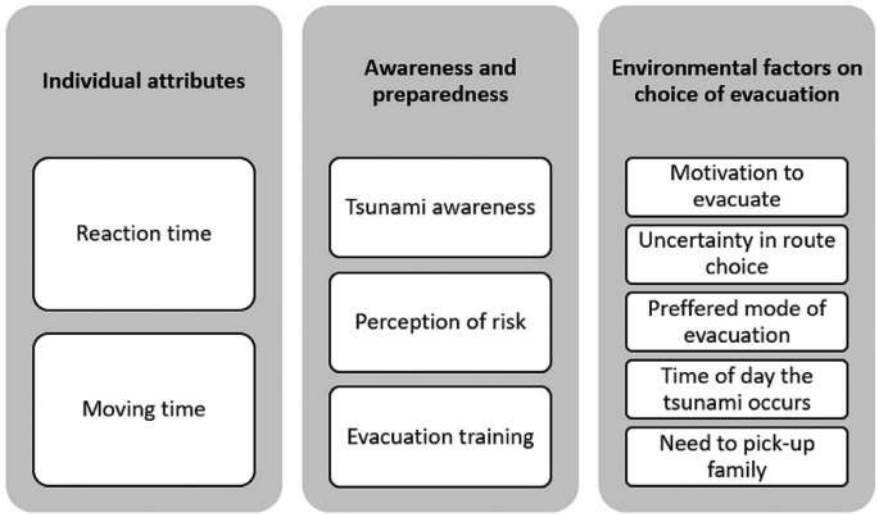 Individual attributes
Reaction time
Moving time
Awareness and
preparedness
Tsunami awareness
Perception of risk
Evacuation training
Environmental factors on
choice of evacuation
Motivation to
evacuate
Uncertainty in route
choice
Preffered mode of
evacuation
Time of day the
tsunami occurs
Need to pick-up
family